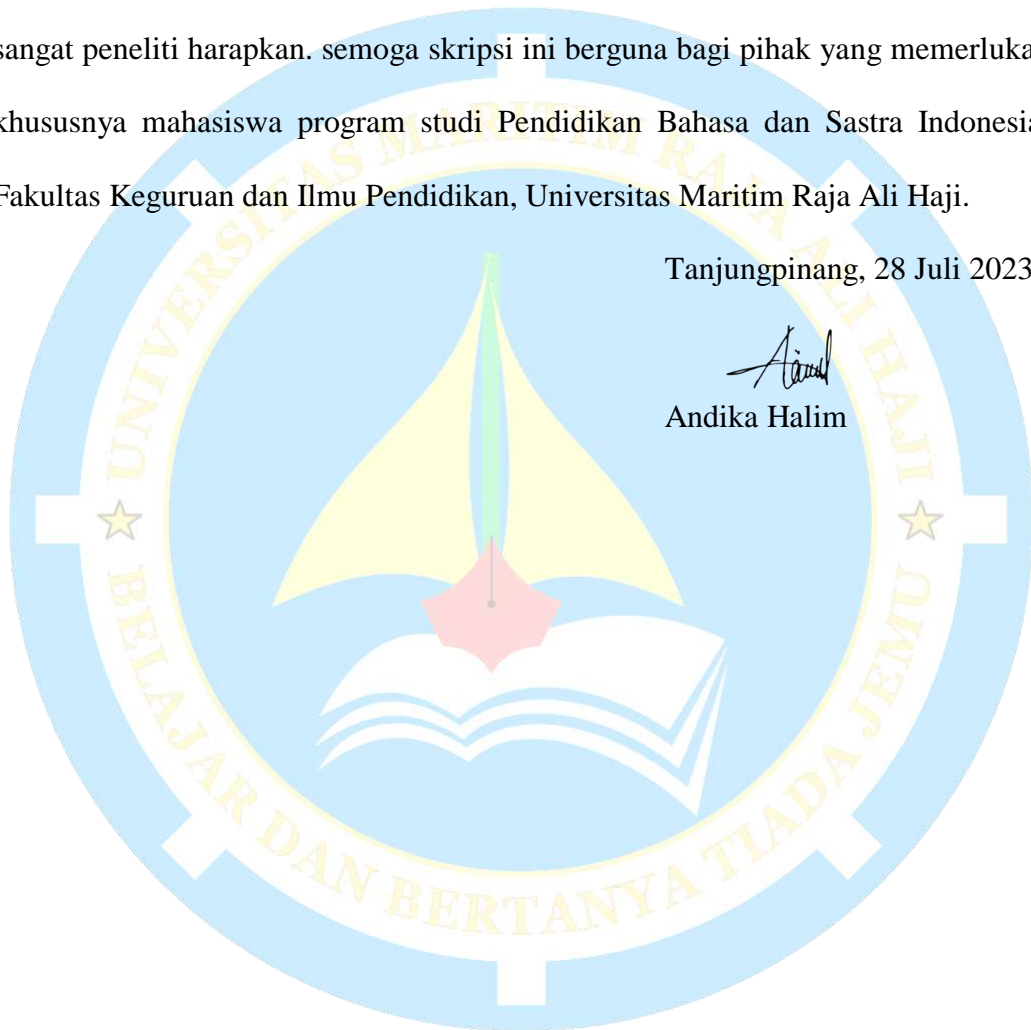 sangat peneliti harapkan. semoga skripsi ini berguna bagi pihak yang memerluka
khususnya mahasiswa program studi Pendidikan Bahasa dan Sastra Indonesia
Fakultas Keguruan dan Ilmu Pendidikan, Universitas Maritim Raja Ali Haji.
Tanjungpinang, 28 Juli 2023
Andika Halim
UNIVERSITAS MARITIM RAJA ALI HAJI
BELAJAR DAN BERTANYA TIADA JEMU